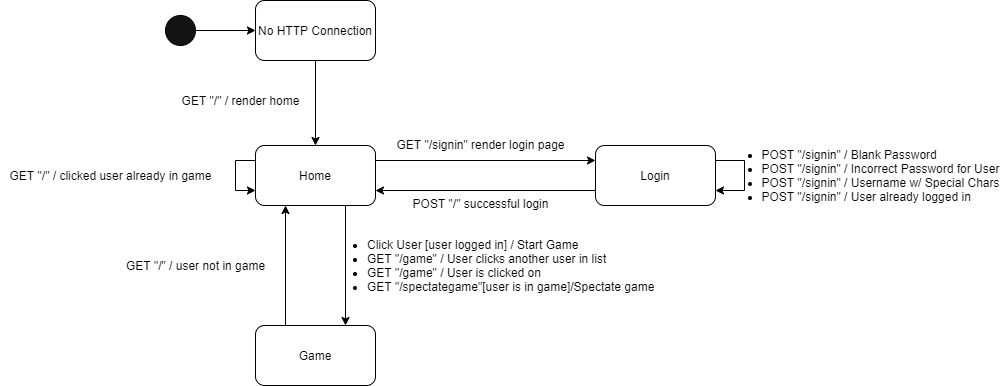 No HTTP Connection
GET "/" / render home
GET "/signin" render login page
GET "/" / clicked user already in game
Home
Login
• POST "/signin" / Blank Password
• POST "/signin" / Incorrect Password for User
• POST "/signin" / Username w/ Special Chars
• POST "/signin" / User already logged in
POST "/" successful login
• Click User [user logged in] / Start Game
• GET "/game" / User clicks another user in list
• GET "/game" / User is clicked on
• GET "/spectategame"[user is in game]/Spectate game
GET "/" / user not in game
Game